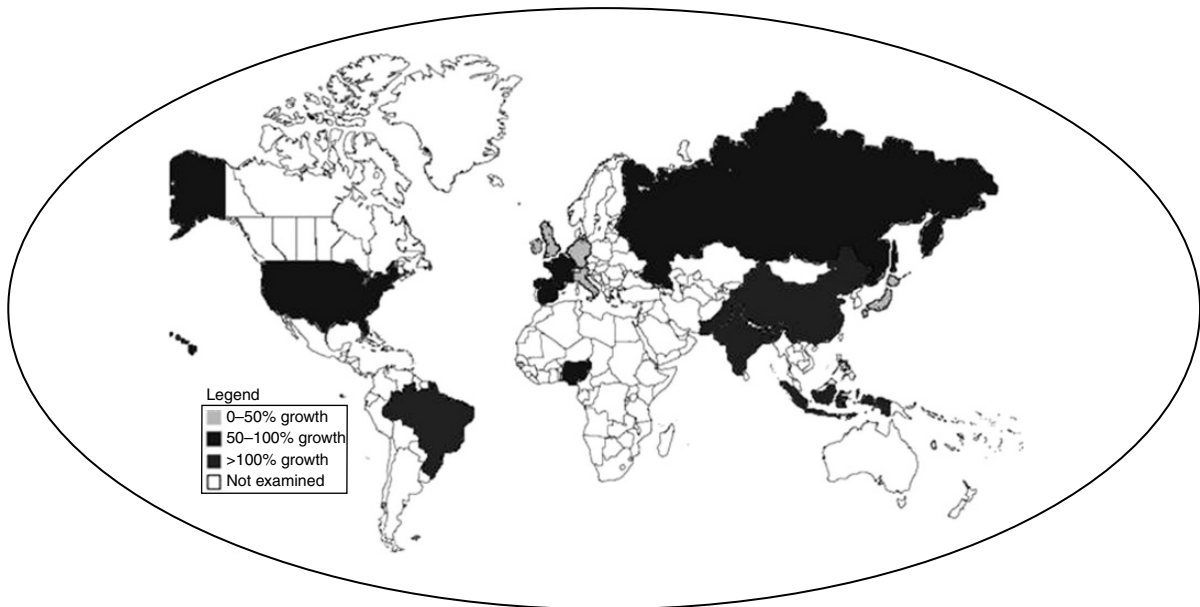 Legend
0–50% growth
50–100% growth
>100% growth
Not examined